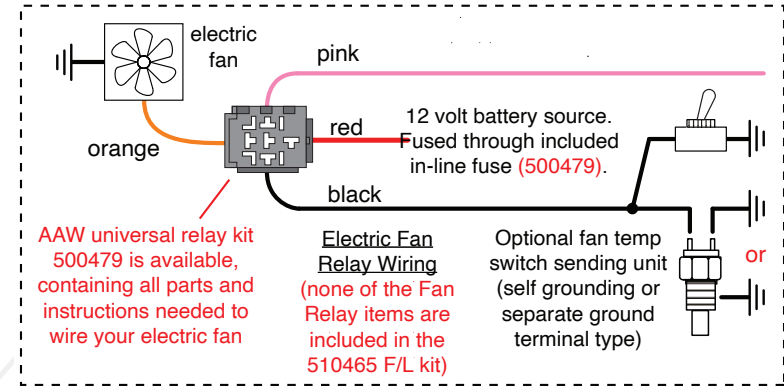 electric
fan
pink
orange
red
12 volt battery source.
Fused through included
in-line fuse (500479).
black
AAW universal relay kit
500479 is available,
containing all parts and
instructions needed to
wire your electric fan
Electric Fan
Relay Wiring
(none of the Fan
Relay items are
included in the
510465 F/L kit)
Optional fan temp
switch sending unit
(self grounding or
separate ground
terminal type)
or